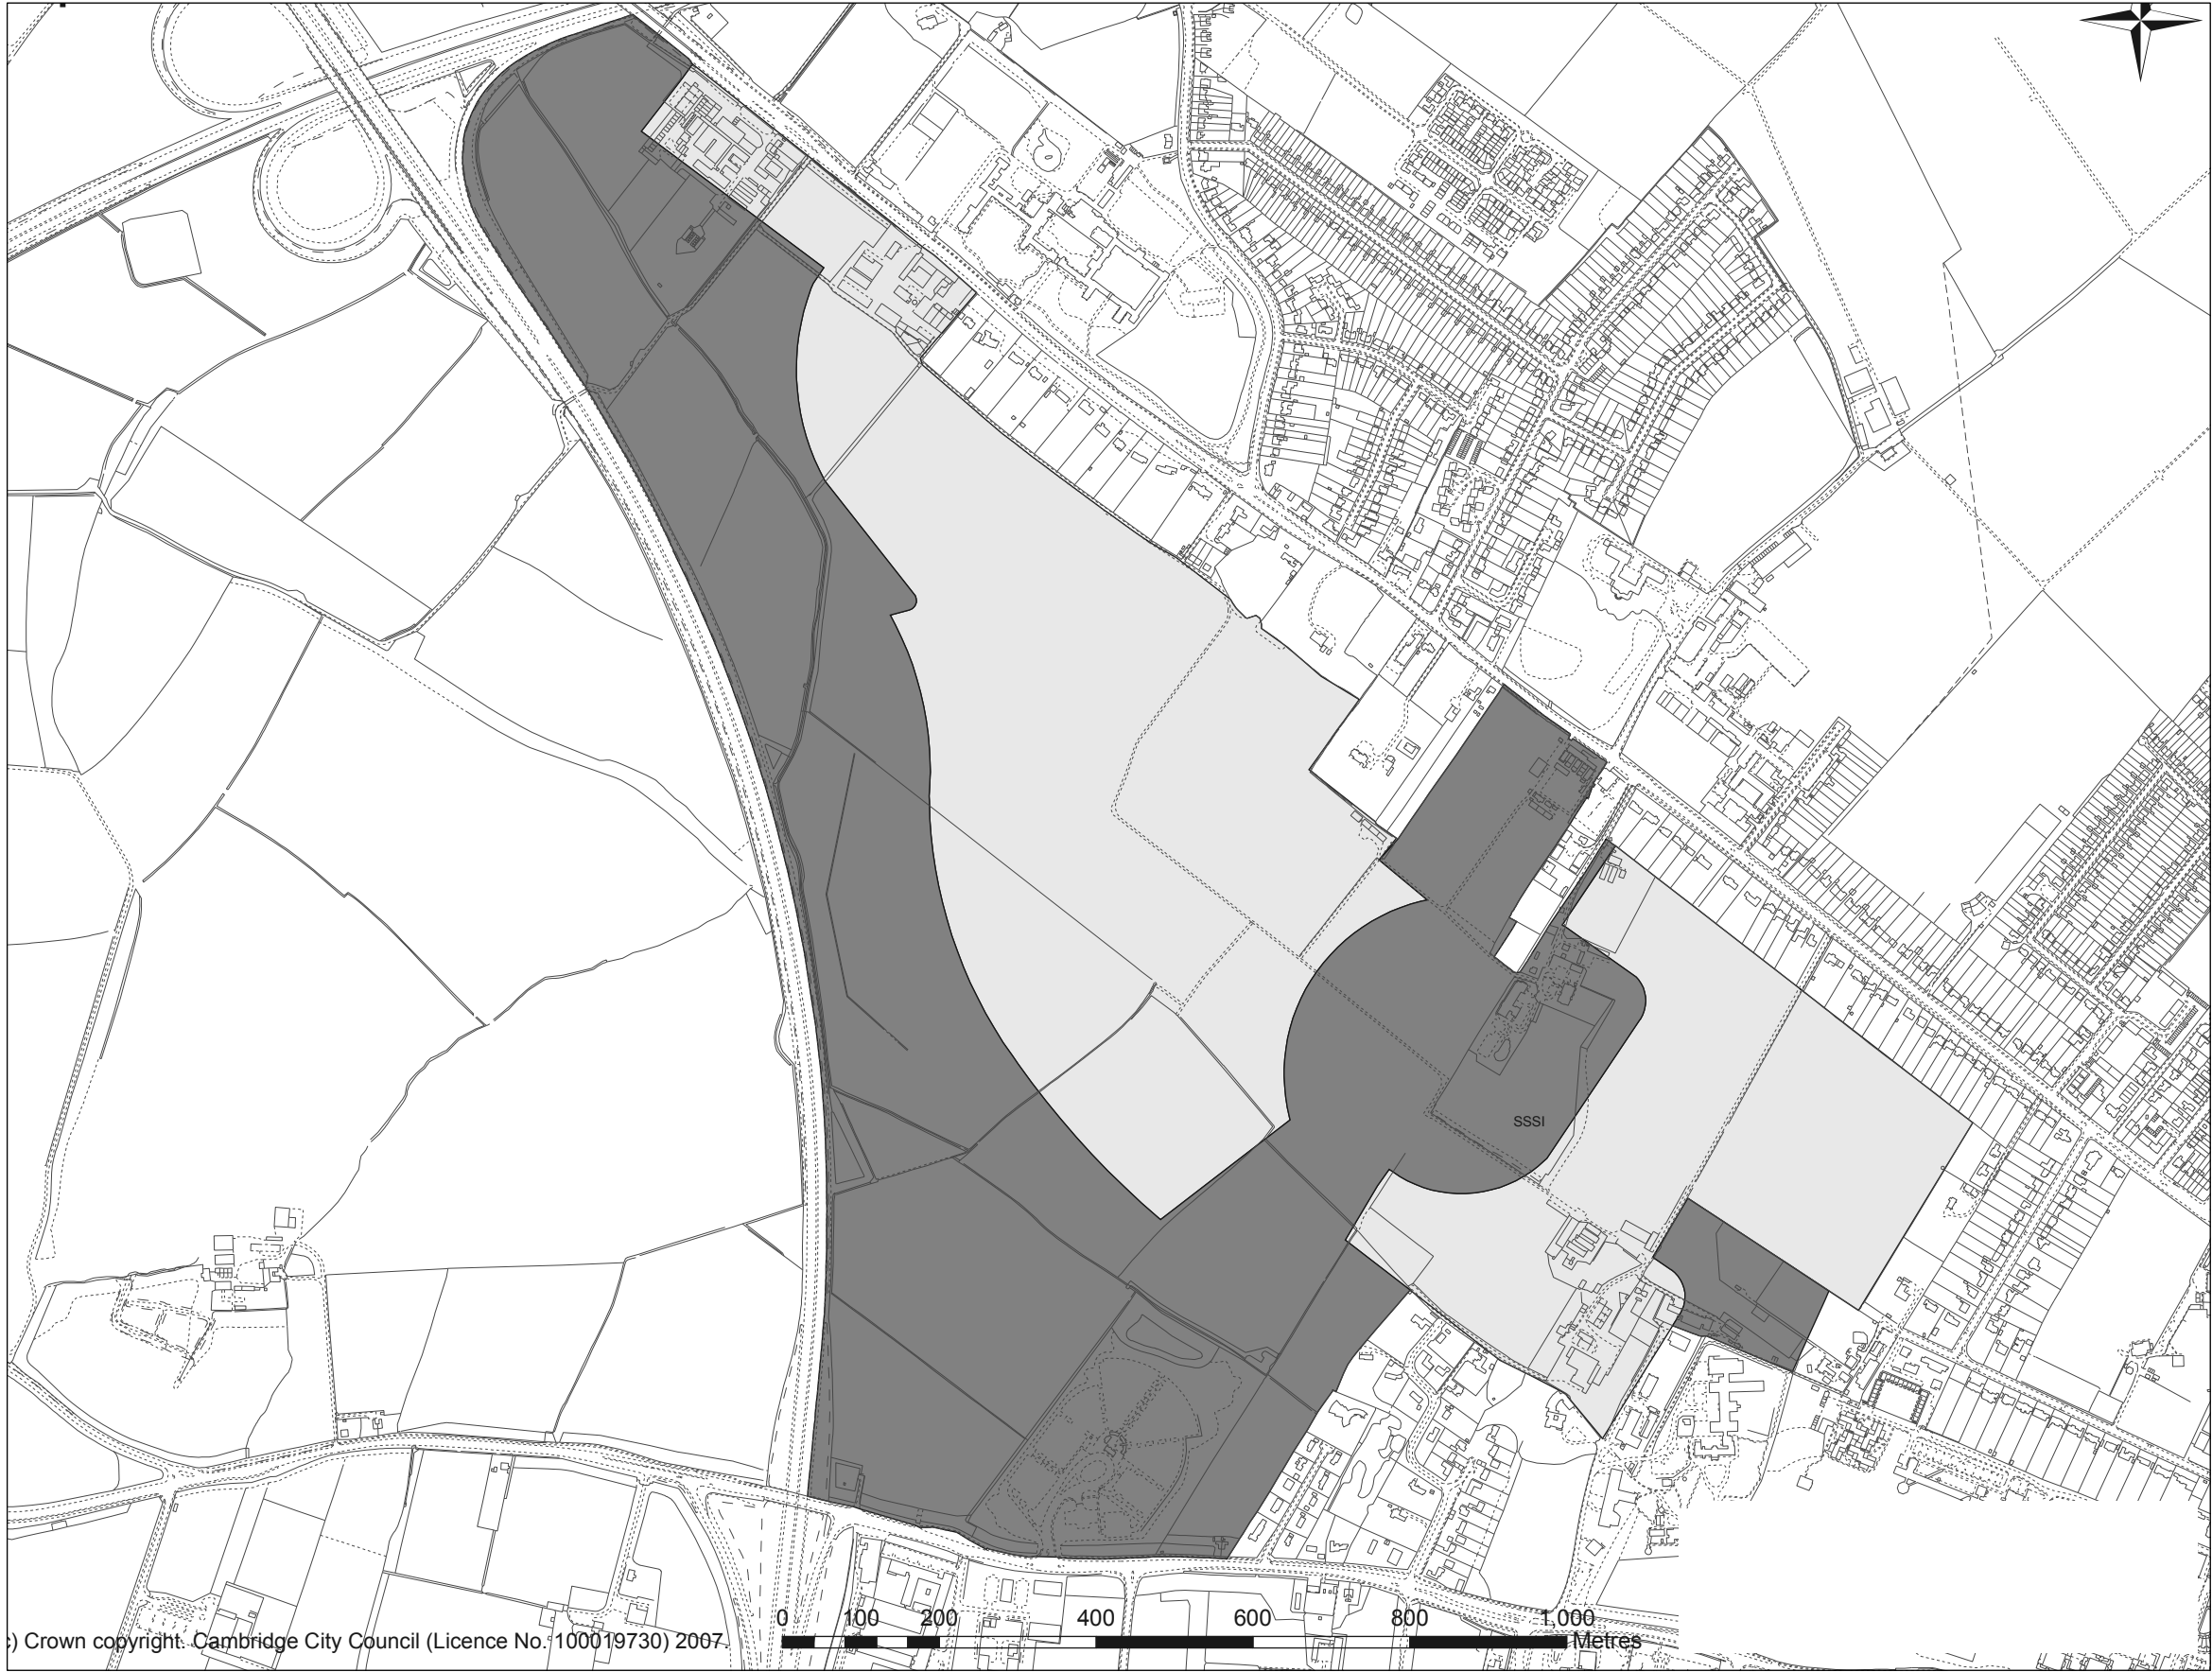 SSSI
0 100 200 400 600 800 1,000
Metres
c) Crown copyright. Cambridge City Council (Licence No. 100019730) 2007